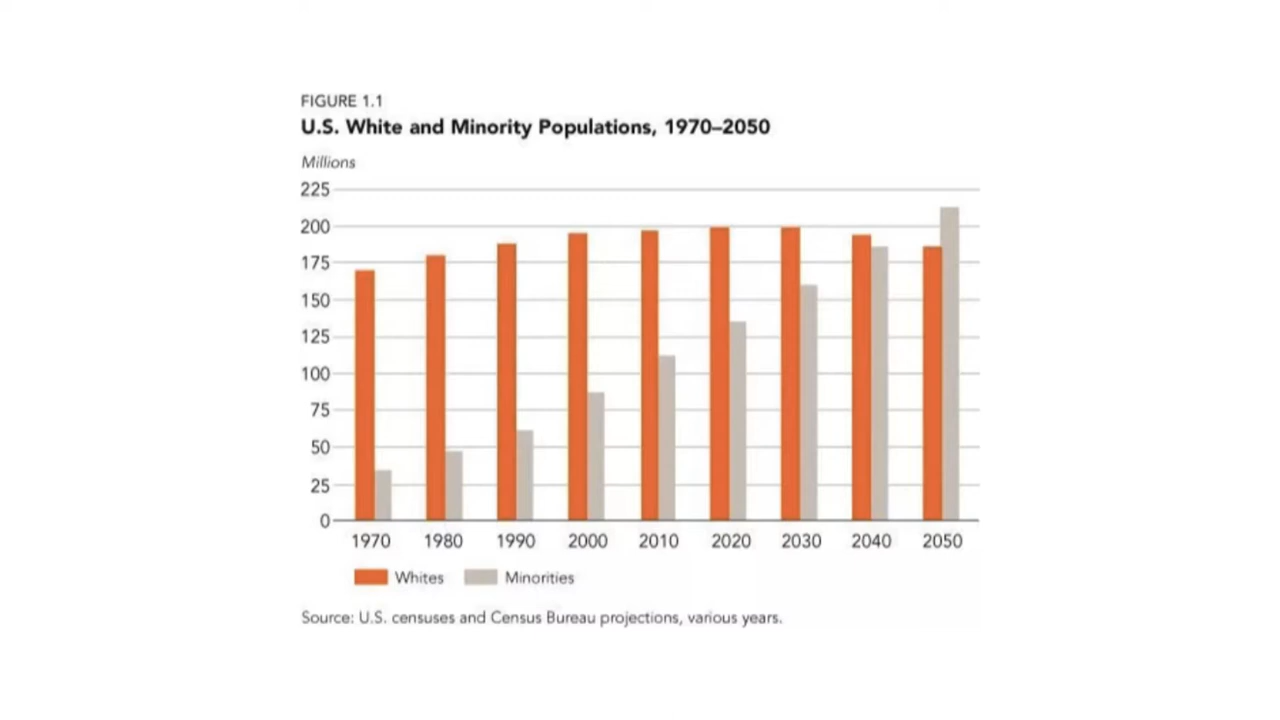 FIGURE 1.1
U.S. White and Minority Populations, 1970–2050
Millions
225
200
175
150
125
100
75
50
25
0
1970 1980 1990 2000 2010 2020 2030 2040 2050
Whites Minorities
Source: U.S. censuses and Census Bureau projections, various years.